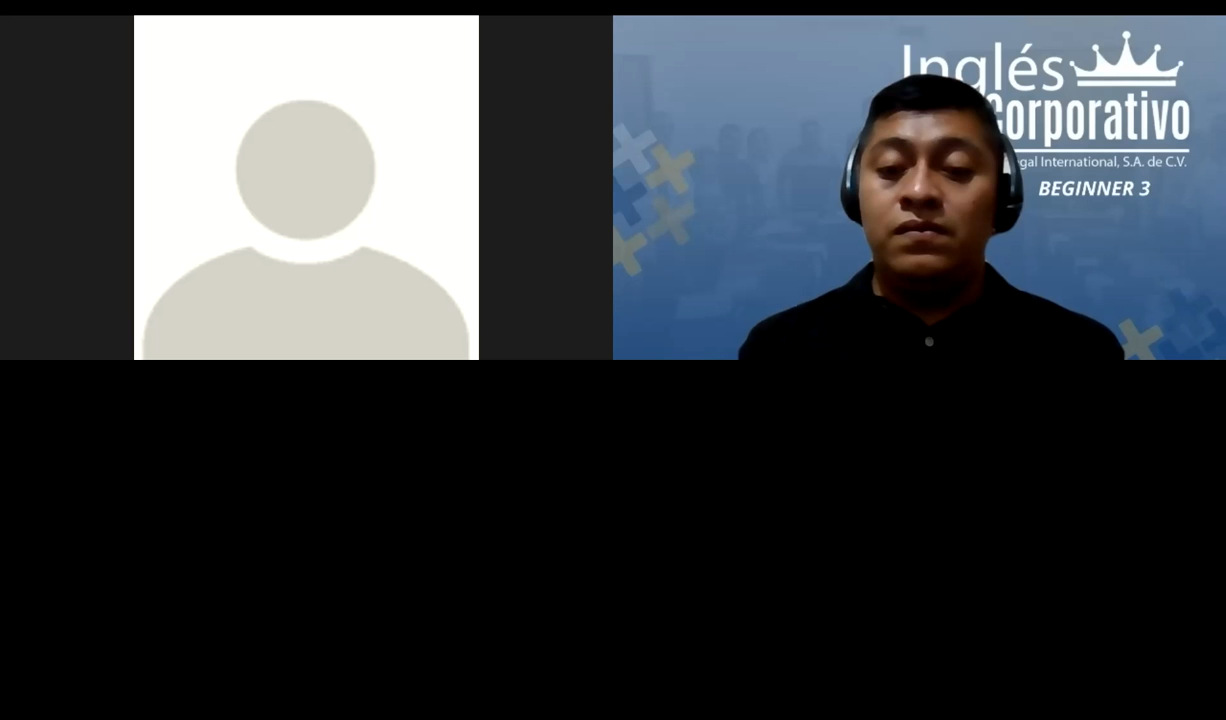 Inglés
Corporativo
gal International, S.A. de C.V.
BEGINNER 3